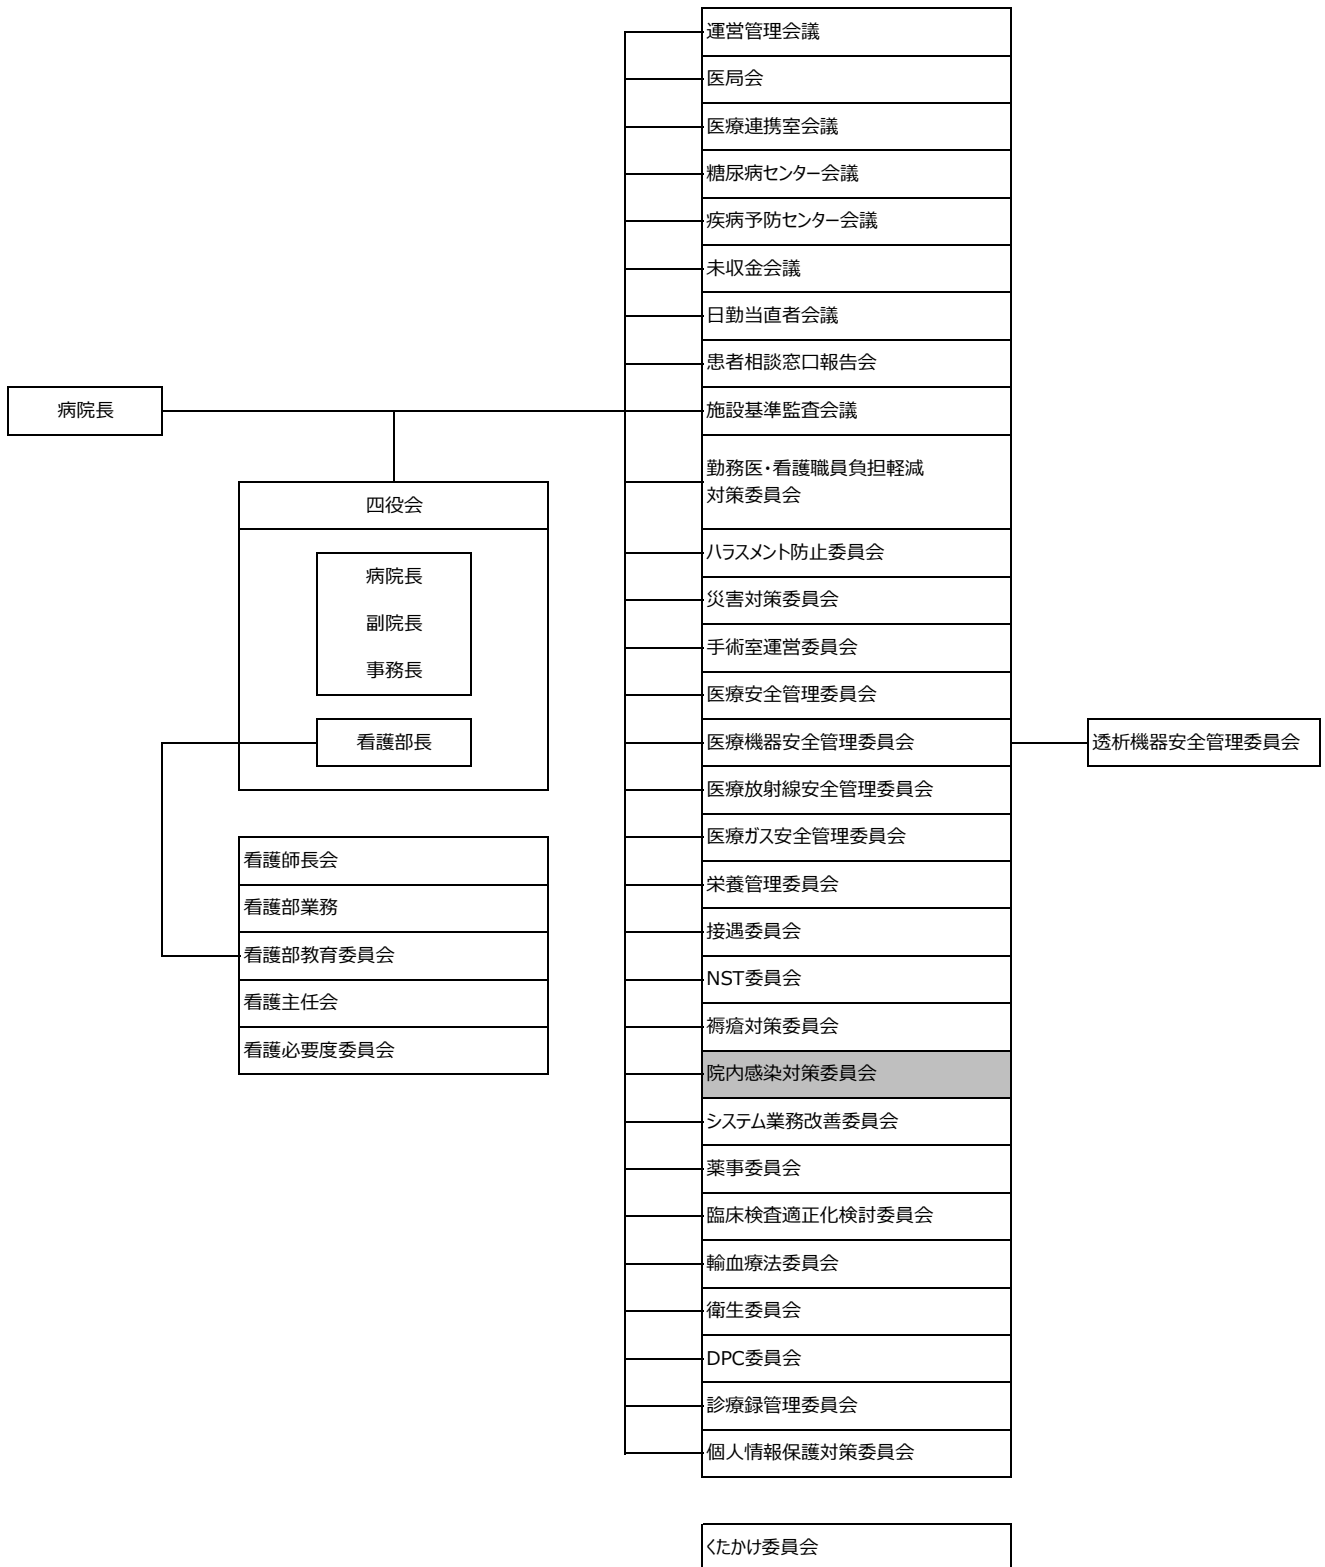 病院長
四役会
病院長
副院長
事務長
看護部長
看護師長会
看護部業務
看護部教育委員会
看護主任会
看護必要度委員会
運営管理会議
医局会
医療連携室会議
糖尿病センター会議
疾病予防センター会議
未収金会議
日勤当直者会議
患者相談窓口報告会
施設基準監査会議
勤務医・看護職員負担軽減
対策委員会
ハラスメント防止委員会
災害対策委員会
手術室運営委員会
医療安全管理委員会
医療機器安全管理委員会
医療放射線安全管理委員会
医療ガス安全管理委員会
栄養管理委員会
接遇委員会
NST委員会
褥瘡対策委員会
院内感染対策委員会
システム業務改善委員会
薬事委員会
臨床検査適正化検討委員会
輸血療法委員会
衛生委員会
DPC委員会
診療録管理委員会
個人情報保護対策委員会
くたかけ委員会
透析機器安全管理委員会